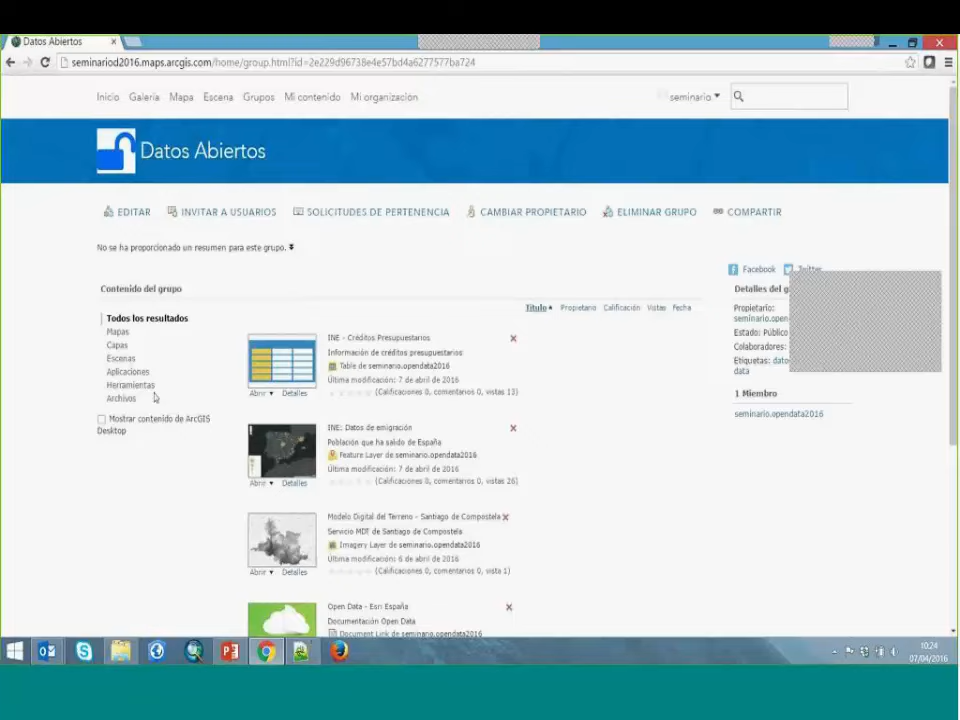 Datos Abiertos
seminariod2016.maps.arcgis.com/home/group.html?id=2e229d96738e4e57bd4a6277577ba724
Inicio Galería Mapa Escena Grupos Mi contenido Mi organización
seminario
Datos Abiertos
EDITAR INVITAR A USUARIOS SOLICITUDES DE PERTENENCIA CAMBIAR PROPIETARIO ELIMINAR GRUPO COMPARTIR
No se ha proporcionado un resumen para este grupo.
Facebook Twitter
Contenido del grupo
Detalles del g
Título Propietario Calificación Vistas Fecha
Propietario:
seminario.open
Estado: Público
Colaboradores:
Etiquetas: dato
data
1 Miembro
seminario.opendata2016
Todos los resultados
Mapas
Capas
Escenas
Aplicaciones
Herramientas
Archivos
Mostrar contenido de ArcGIS
Desktop
INE - Créditos Presupuestarios
Información de créditos presupuestarios
Table de seminario.opendata2016
Última modificación: 7 de abril de 2016
(Calificaciones 0, comentarios 0, vistas 13)
Abrir Detalles
INE: Datos de emigración
Población que ha salido de España
Feature Layer de seminario.opendata2016
Última modificación: 7 de abril de 2016
(Calificaciones 0, comentarios 0, vistas 26)
Abrir Detalles
Modelo Digital del Terreno - Santiago de Compostela
Servicio MDT de Santiago de Compostela
Imagery Layer de seminario.opendata2016
Última modificación: 6 de abril de 2016
(Calificaciones 0, comentarios 0, vista 1)
Abrir Detalles
Open Data - Esri España
Documentación Open Data
Document Link de seminario.opendata2016
10:24
07/04/2016